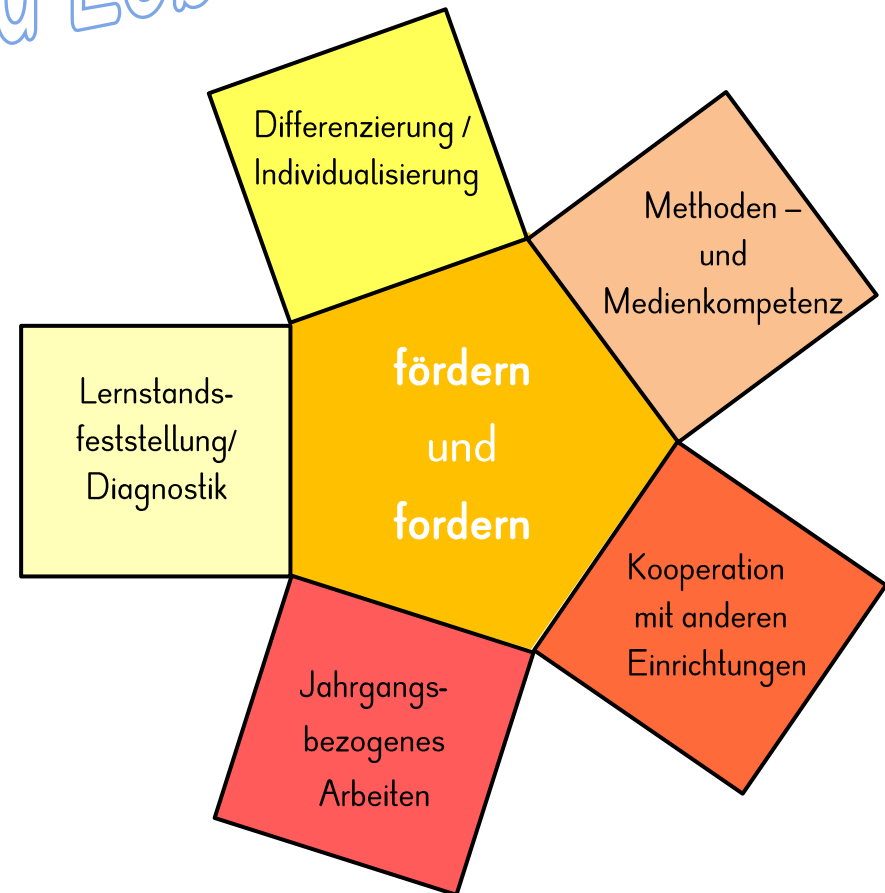 Differenzierung /
Individualisierung
Methoden –
und
Medienkompetenz
fördern
und
fordern
Lernstands-
feststellung/
Diagnostik
Kooperation
mit anderen
Einrichtungen
Jahrgangs-
bezogenes
Arbeiten